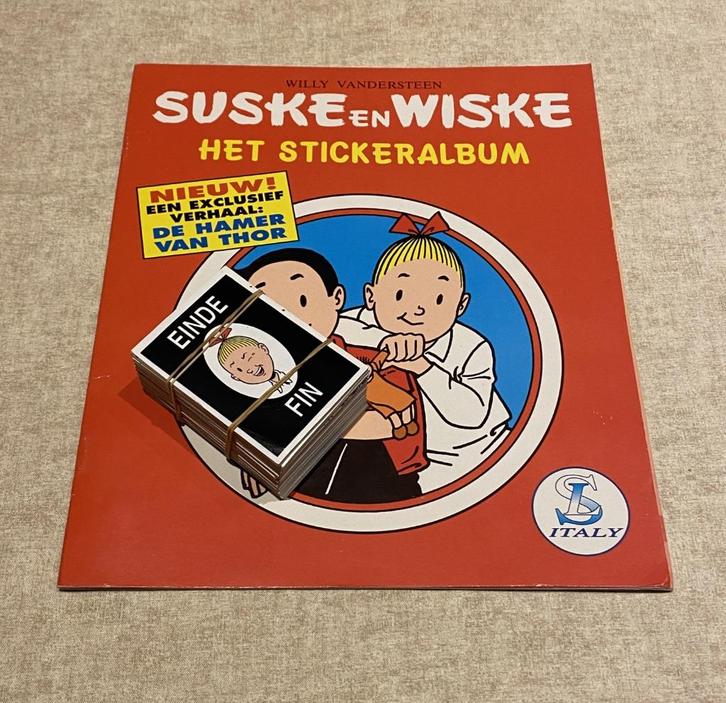 WILLY VANDERSTEEN
SUSKE EN WISKE
HET STICKERALBUM
NIEUW!
EEN EXCLUSIEF
VERHAAL:
DE HAMER
VAN THOR
EINDE
FIN
SL
ITALY